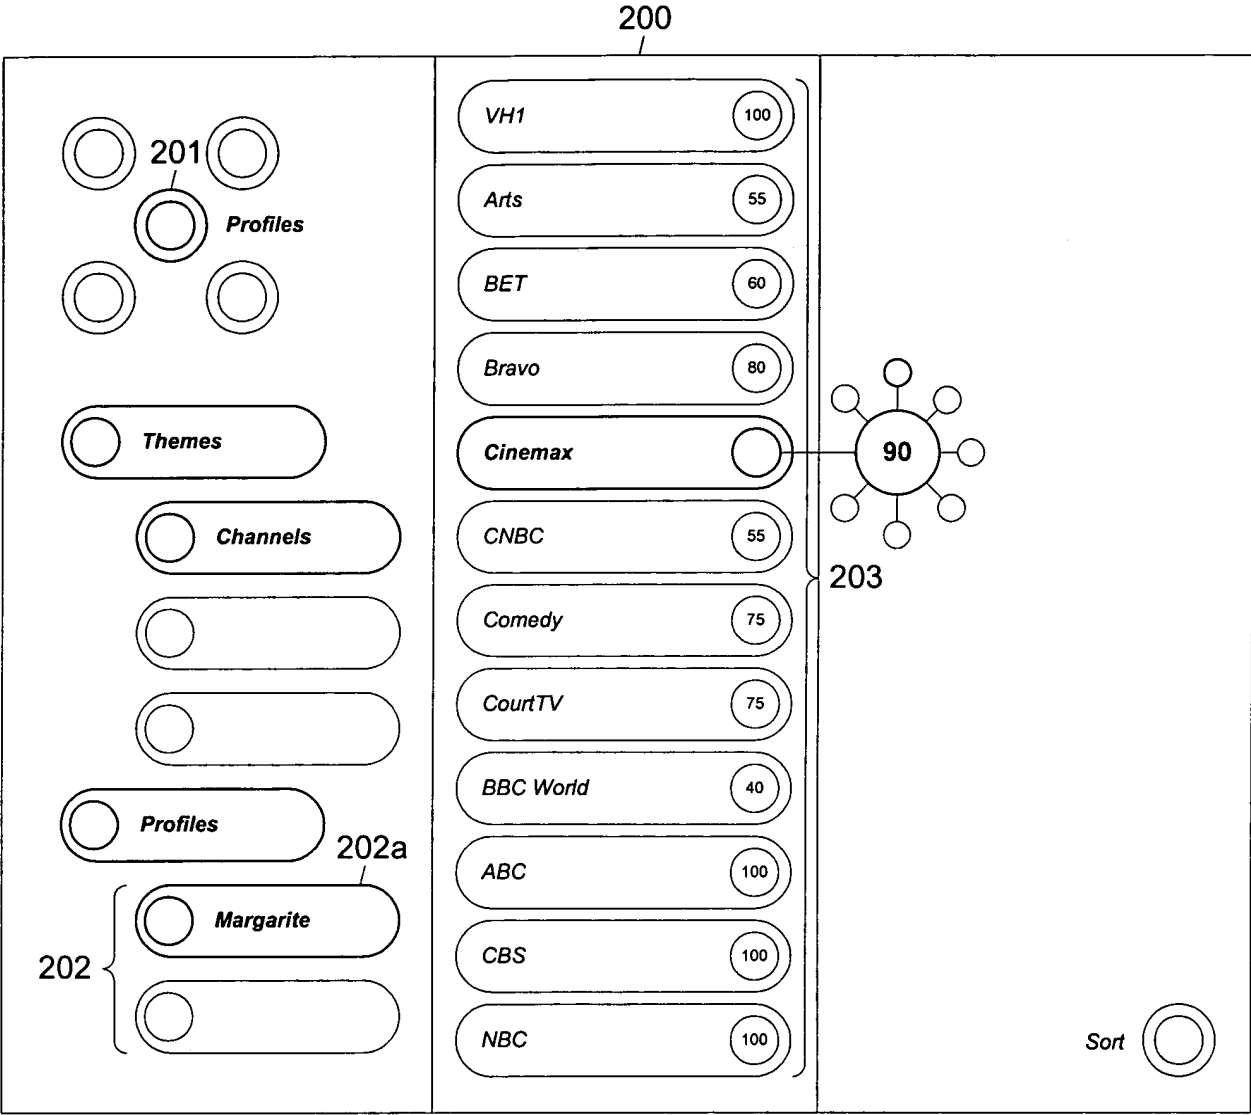 200
201
Profiles
Themes
Channels
Profiles
202a
Margarite
202
VH1 100
Arts 55
BET 60
Bravo 80
Cinemax 90
CNBC 55
203
Comedy 75
CourtTV 75
BBC World 40
ABC 100
CBS 100
NBC 100
Sort